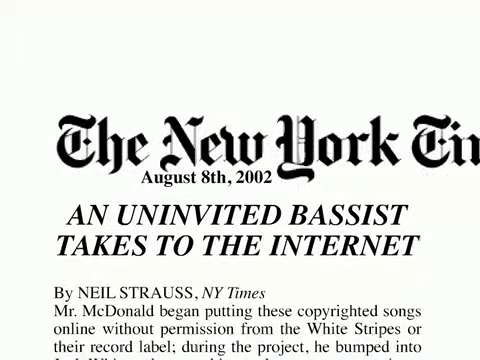 The New York Tim
August 8th, 2002
AN UNINVITED BASSIST
TAKES TO THE INTERNET
By NEIL STRAUSS, NY Times
Mr. McDonald began putting these copyrighted songs
online without permission from the White Stripes or
their record label; during the project, he bumped into